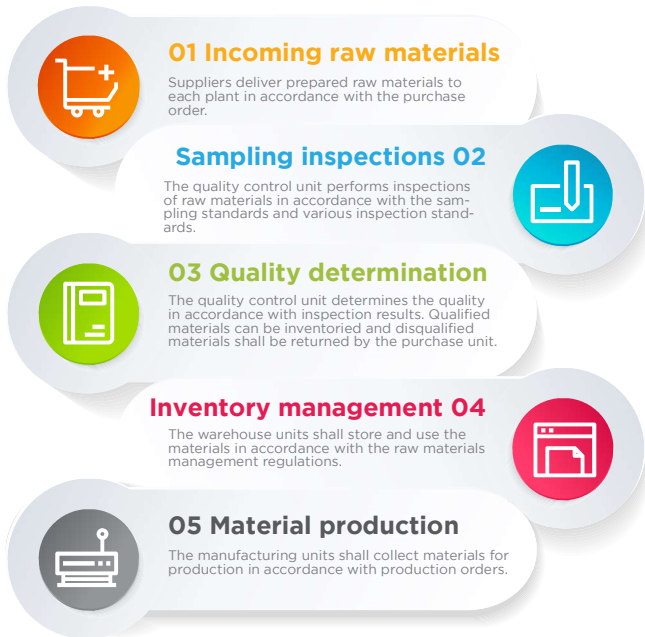 01 Incoming raw materials
Suppliers deliver prepared raw materials to
each plant in accordance with the purchase
order.
Sampling inspections 02
The quality control unit performs inspections
of raw materials in accordance with the sam-
pling standards and various inspection stand-
ards.
03 Quality determination
The quality control unit determines the quality
in accordance with inspection results. Qualified
materials can be inventoried and disqualified
materials shall be returned by the purchase unit.
Inventory management 04
The warehouse units shall store and use the
materials in accordance with the raw materials
management regulations.
05 Material production
The manufacturing units shall collect materials for
production in accordance with production orders.